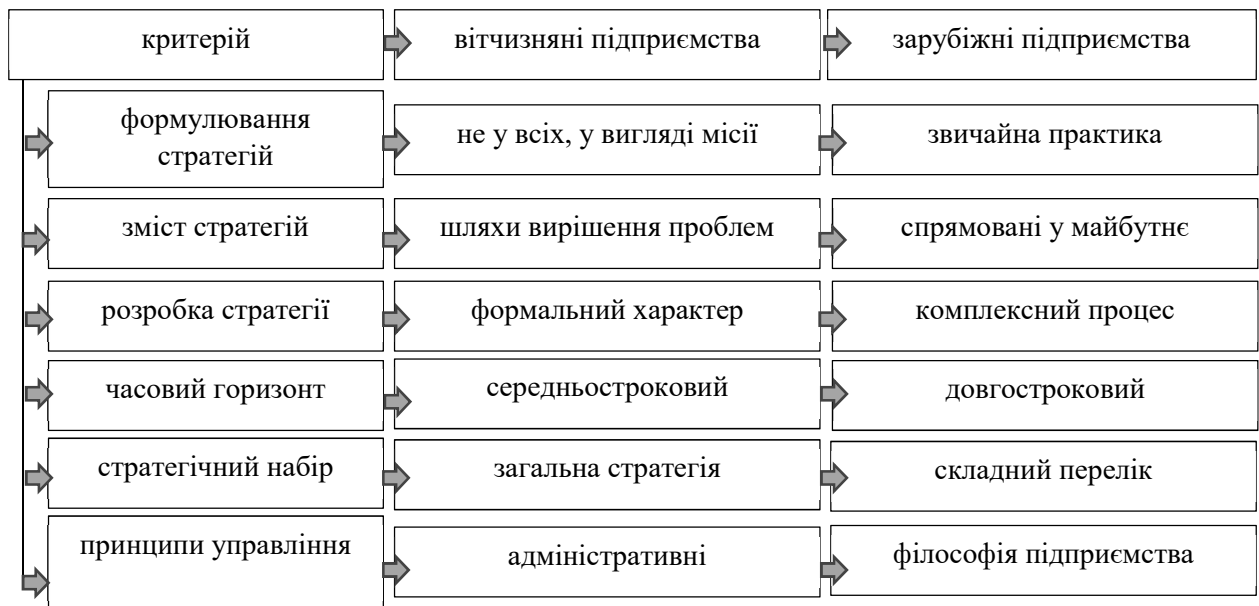 критерій
вітчизняні підприємства
зарубіжні підприємства
формулювання
стратегій
не у всіх, у вигляді місії
звичайна практика
зміст стратегій
шляхи вирішення проблем
спрямовані у майбутнє
розробка стратегії
формальний характер
комплексний процес
часовий горизонт
середньостроковий
довгостроковий
стратегічний набір
загальна стратегія
складний перелік
принципи управління
адміністративні
філософія підприємства